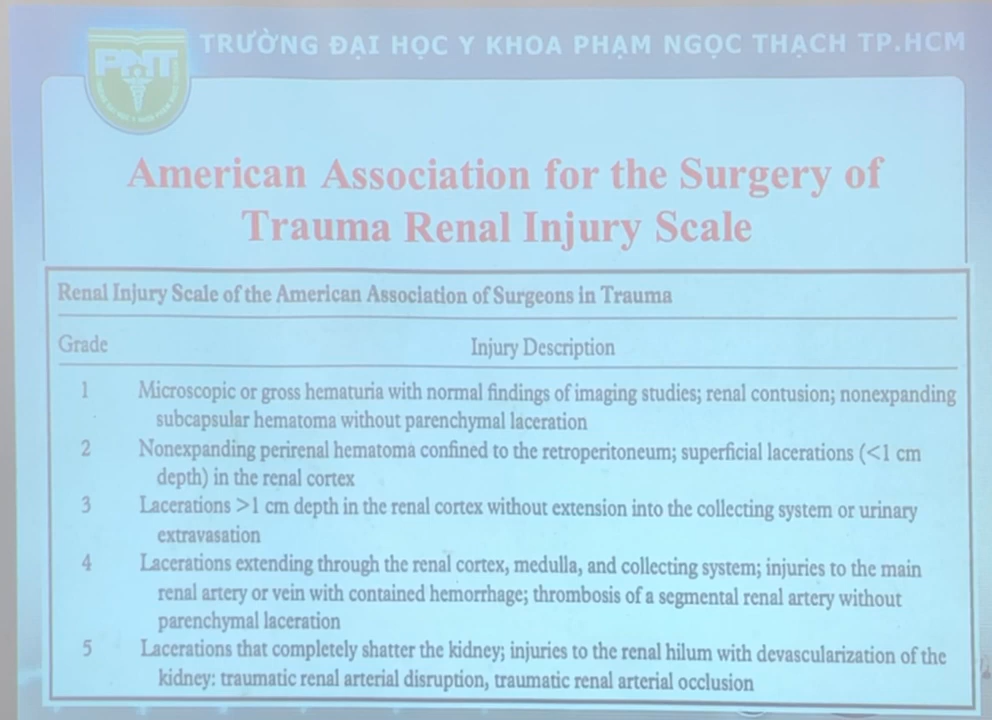 TRƯỜNG ĐẠI HỌC Y KHOA PHẠM NGỌC THẠCH TP.HCM
PNT
American Association for the Surgery of
Trauma Renal Injury Scale
Renal Injury Scale of the American Association of Surgeons in Trauma
Grade Injury Description
1 Microscopic or gross hematuria with normal findings of imaging studies; renal contusion; nonexpanding
subcapsular hematoma without parenchymal laceration
2 Nonexpanding perirenal hematoma confined to the retroperitoneum; superficial lacerations (<1 cm
depth) in the renal cortex
3 Lacerations >1 cm depth in the renal cortex without extension into the collecting system or urinary
extravasation
4 Lacerations extending through the renal cortex, medulla, and collecting system; injuries to the main
renal artery or vein with contained hemorrhage; thrombosis of a segmental renal artery without
parenchymal laceration
5 Lacerations that completely shatter the kidney; injuries to the renal hilum with devascularization of the
kidney: traumatic renal arterial disruption, traumatic renal arterial occlusion